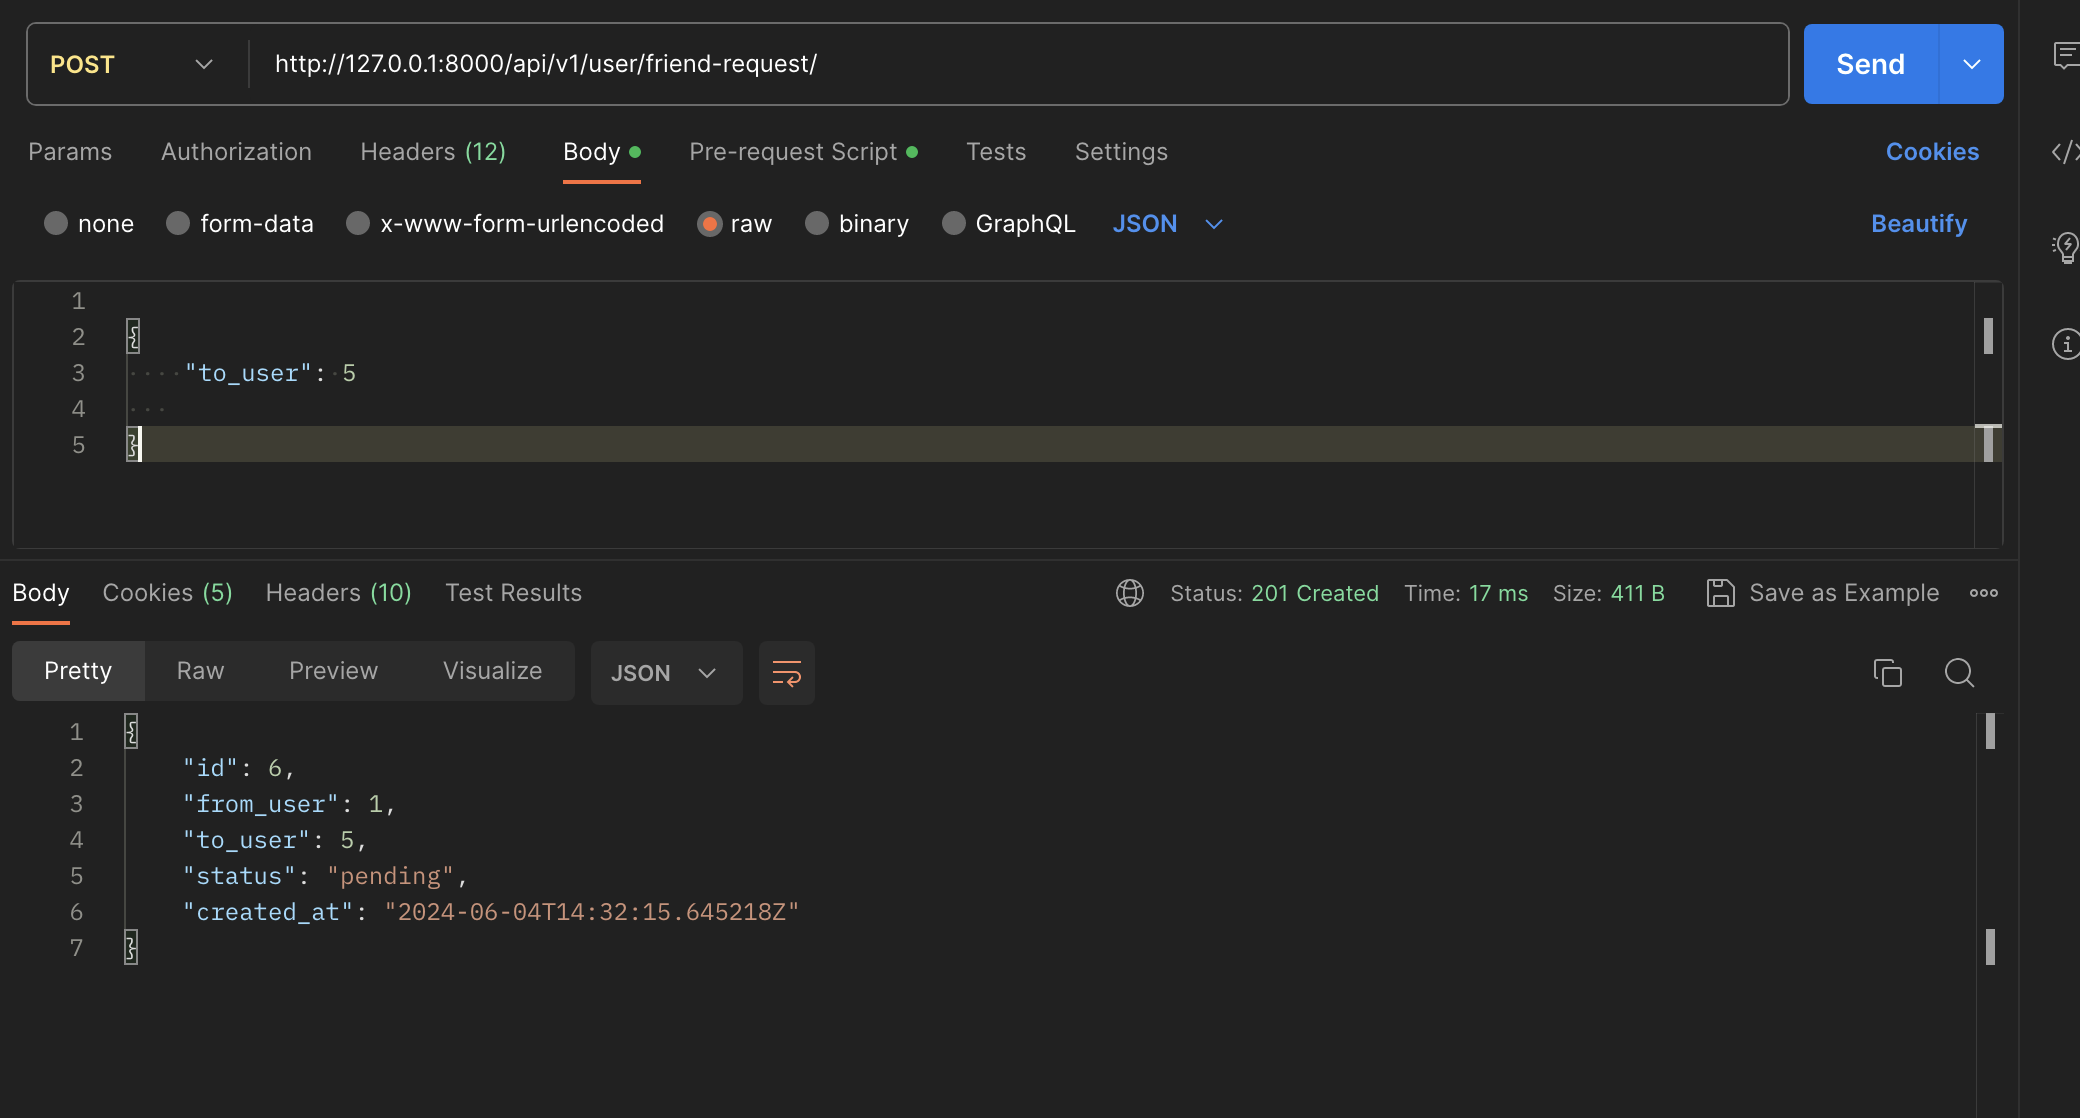 POST http://127.0.0.1:8000/api/v1/user/friend-request/ Send
Params Authorization Headers (12) Body Pre-request Script Tests Settings Cookies
none form-data x-www-form-urlencoded raw binary GraphQL JSON Beautify
1
2 {
3 "to_user": 5
4
5 }
Body Cookies (5) Headers (10) Test Results Status: 201 Created Time: 17 ms Size: 411 B Save as Example
Pretty Raw Preview Visualize JSON
1 {
2 "id": 6,
3 "from_user": 1,
4 "to_user": 5,
5 "status": "pending",
6 "created_at": "2024-06-04T14:32:15.645218Z"
7 }